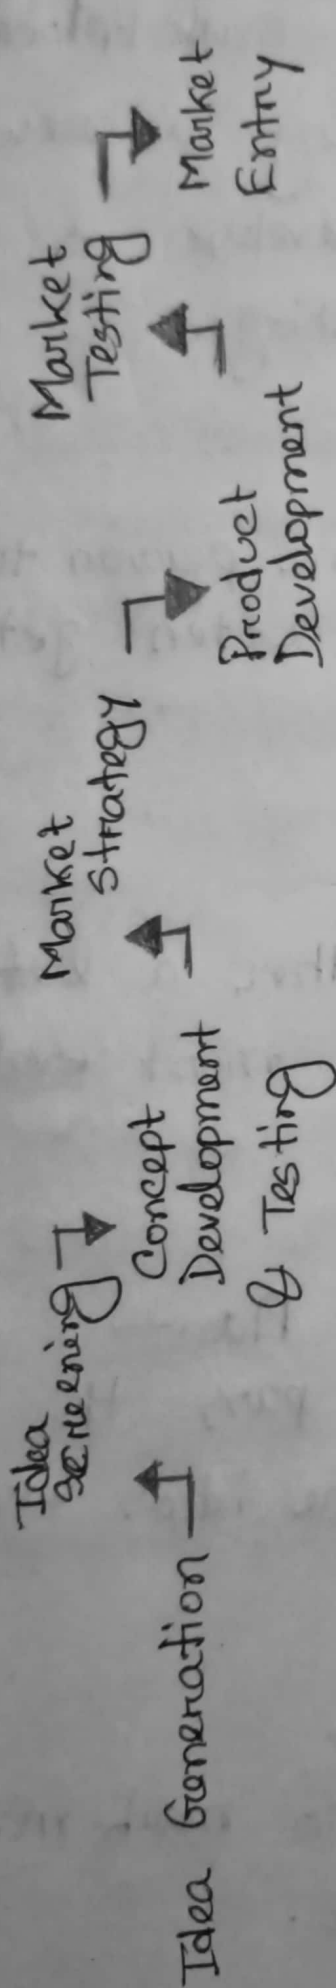 Idea Generation
Idea
Screening
Concept
Development
& Testing
Market
Strategy
Product
Development
Market
Testing
Market
Entry